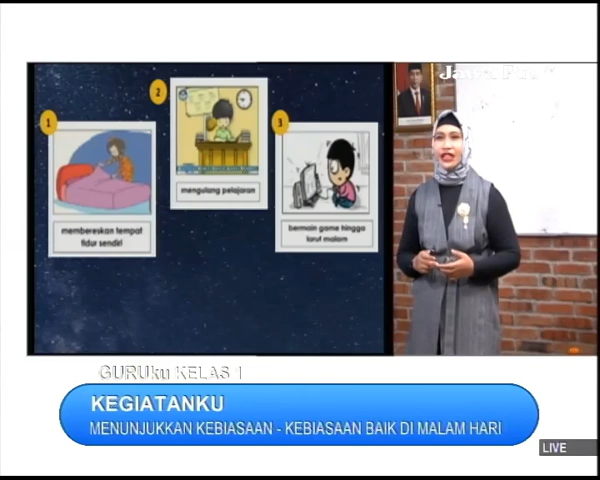 1
membereskan tempat
tidur sendiri
2
mengulang pelajaran
3
bermain game hingga
larut malam
GURUku KELAS 1
KEGIATANKU
MENUNJUKKAN KEBIASAAN - KEBIASAAN BAIK DI MALAM HARI
LIVE